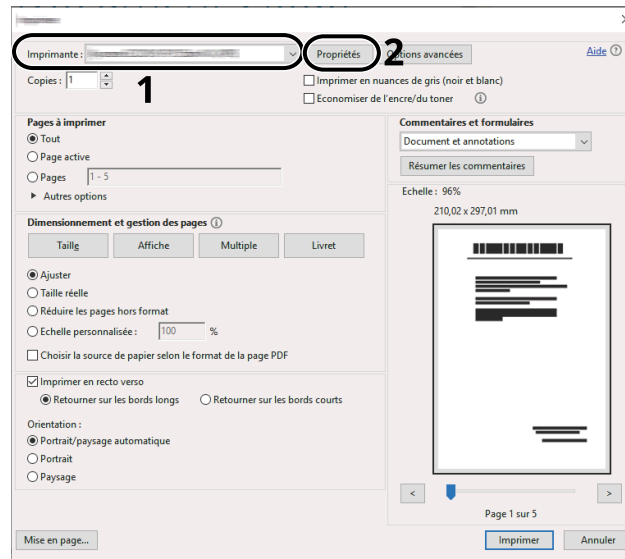 Imprimante :
Propriétés
2
Options avancées
Aide
Copies :
1
1
Imprimer en nuances de gris (noir et blanc)
Economiser de l'encre/du toner
Pages à imprimer
Tout
Page active
Pages
1 - 5
Autres options
Dimensionnement et gestion des pages
Taille
Affiche
Multiple
Livret
Ajuster
Taille réelle
Réduire les pages hors format
Echelle personnalisée :
100
%
Choisir la source de papier selon le format de la page PDF
Imprimer en recto verso
Retourner sur les bords longs
Retourner sur les bords courts
Orientation :
Portrait/paysage automatique
Portrait
Paysage
Commentaires et formulaires
Document et annotations
Résumer les commentaires
Echelle : 96%
210,02 x 297,01 mm
<
>
Page 1 sur 5
Mise en page...
Imprimer
Annuler